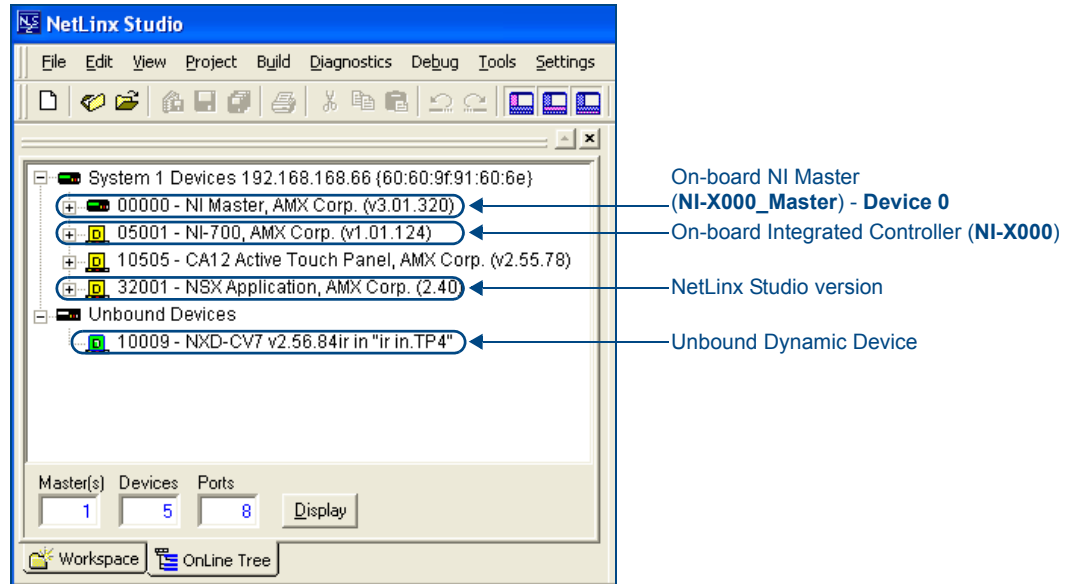 NetLinx Studio
File Edit View Project Build Diagnostics Debug Tools Settings
System 1 Devices 192.168.168.66 {60:60:9f:91:60:6e}
00000 - NI Master, AMX Corp. (v3.01.320)
05001 - NI-700, AMX Corp. (v1.01.124)
10505 - CA12 Active Touch Panel, AMX Corp. (v2.55.78)
32001 - NSX Application, AMX Corp. (2.40)
Unbound Devices
10009 - NXD-CV7 v2.56.84ir in "ir in.TP4"
On-board NI Master
(NI-X000_Master) - Device 0
On-board Integrated Controller (NI-X000)
NetLinx Studio version
Unbound Dynamic Device
Master(s) Devices Ports
1 5 8 Display
Workspace OnLine Tree